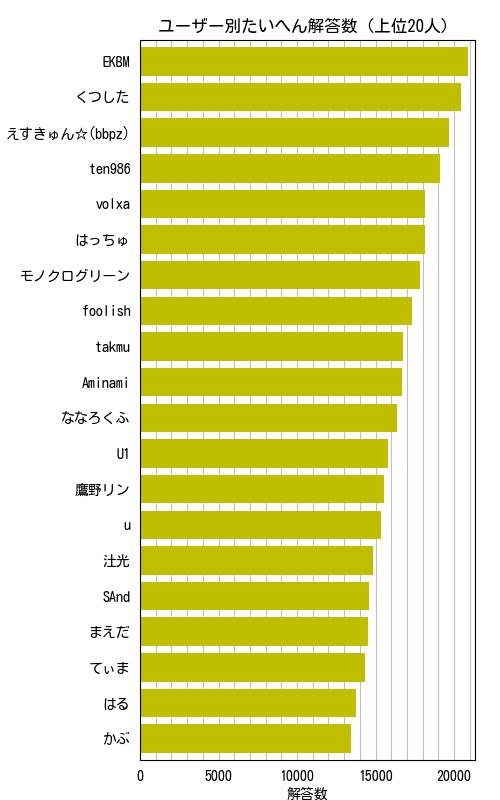 ユーザー別たいへん解答数（上位20人）
EKBM
くつした
えすきゅん☆(bbpz)
ten986
volxa
はっちゅ
モノクログリーン
foolish
takmu
Aminami
ななろくふ
U1
鷹野リン
u
辻光
SAnd
まえだ
てぃま
はる
かぶ
0 5000 10000 15000 20000
解答数